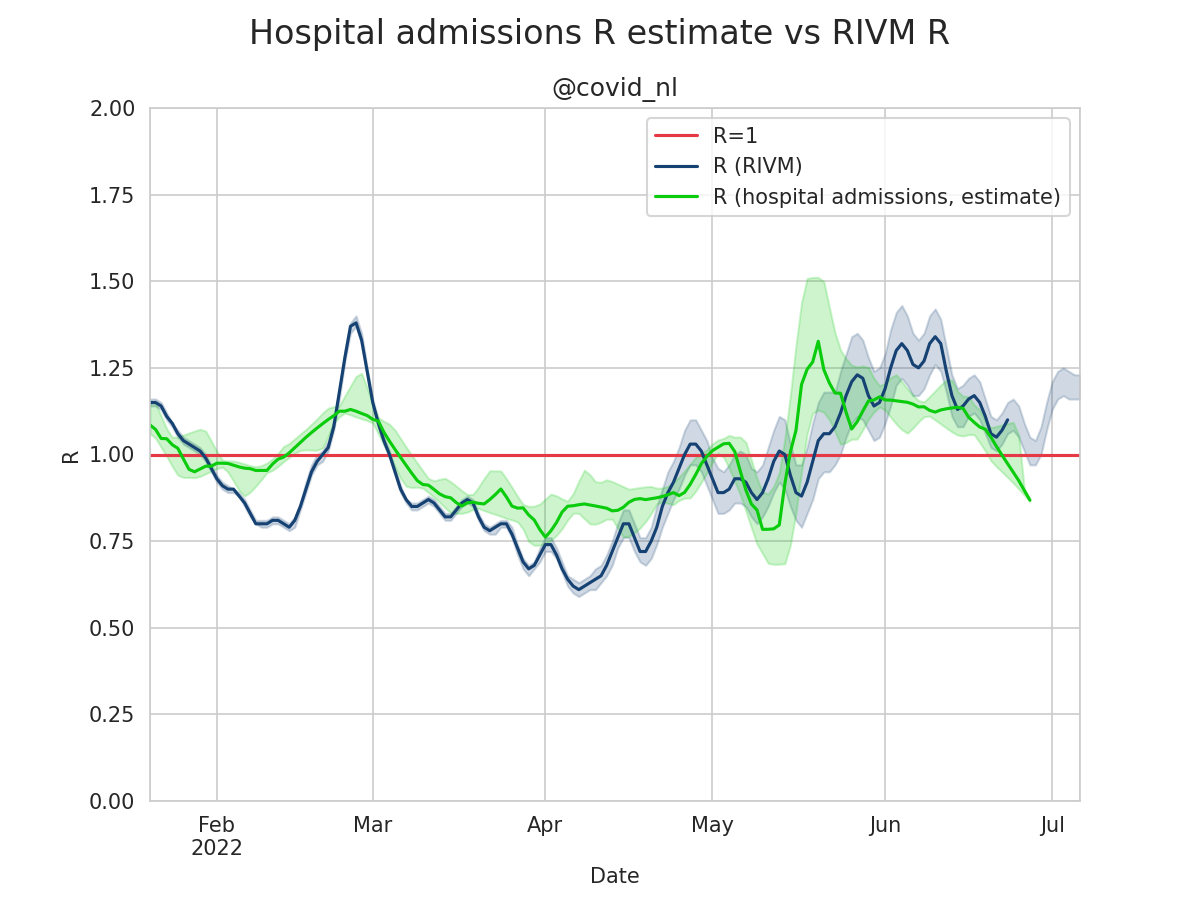 Hospital admissions R estimate vs RIVM R
@covid_nl
R=1
R (RIVM)
R (hospital admissions, estimate)
2.00
1.75
1.50
1.25
1.00
0.75
0.50
0.25
0.00
R
Feb
2022
Mar
Apr
May
Jun
Jul
Date